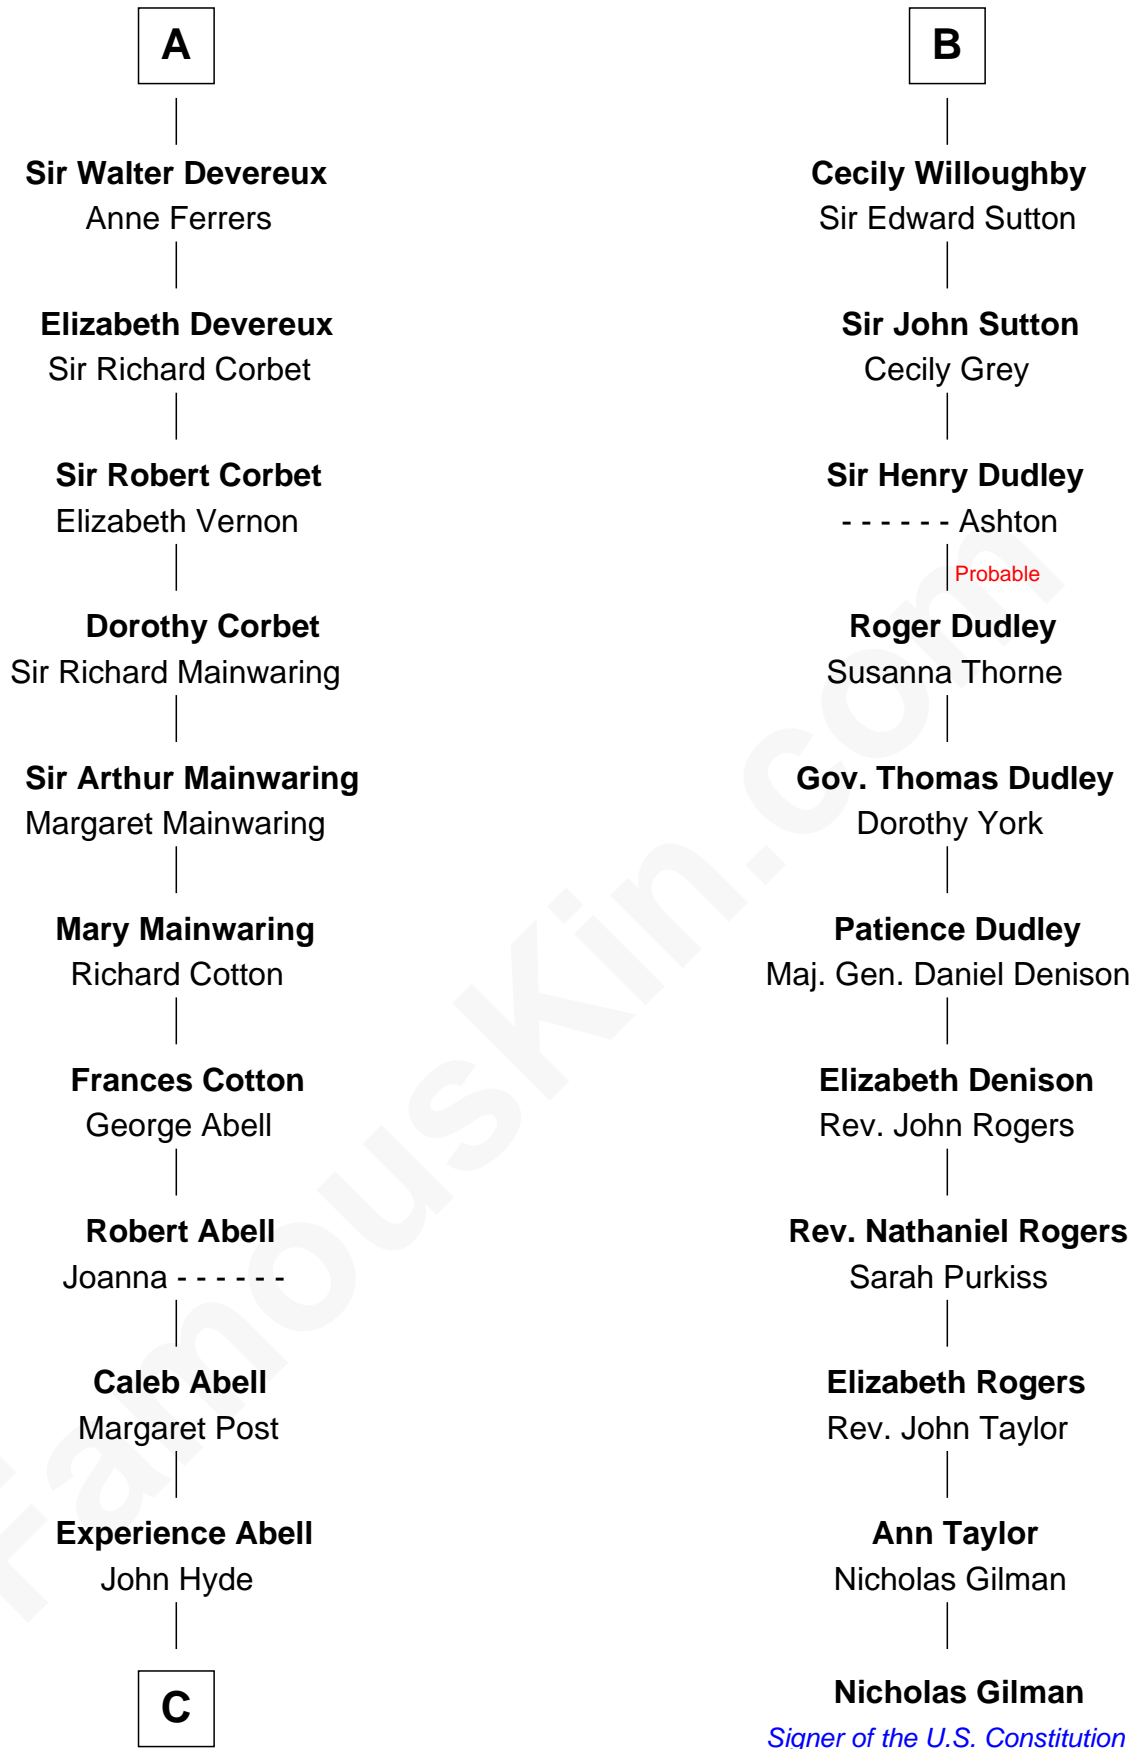 A
Sir Walter Devereux
Anne Ferrers
Elizabeth Devereux
Sir Richard Corbet
Sir Robert Corbet
Elizabeth Vernon
Dorothy Corbet
Sir Richard Mainwaring
Sir Arthur Mainwaring
Margaret Mainwaring
Mary Mainwaring
Richard Cotton
Frances Cotton
George Abell
Robert Abell
Joanna - - - - - -
Caleb Abell
Margaret Post
Experience Abell
John Hyde
C
B
Cecily Willoughby
Sir Edward Sutton
Sir John Sutton
Cecily Grey
Sir Henry Dudley
- - - - - - Ashton
Probable
Roger Dudley
Susanna Thorne
Gov. Thomas Dudley
Dorothy York
Patience Dudley
Maj. Gen. Daniel Denison
Elizabeth Denison
Rev. John Rogers
Rev. Nathaniel Rogers
Sarah Purkiss
Elizabeth Rogers
Rev. John Taylor
Ann Taylor
Nicholas Gilman
Nicholas Gilman
Signer of the U.S. Constitution
FamousKin.com